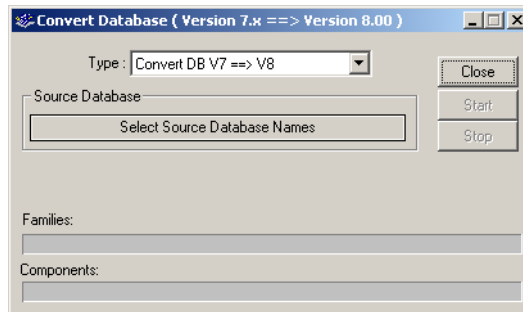 Convert Database ( Version 7.x ==> Version 8.00 )
Type : Convert DB V7 ==> V8
Close
Source Database
Start
Select Source Database Names
Stop
Families:
Components: